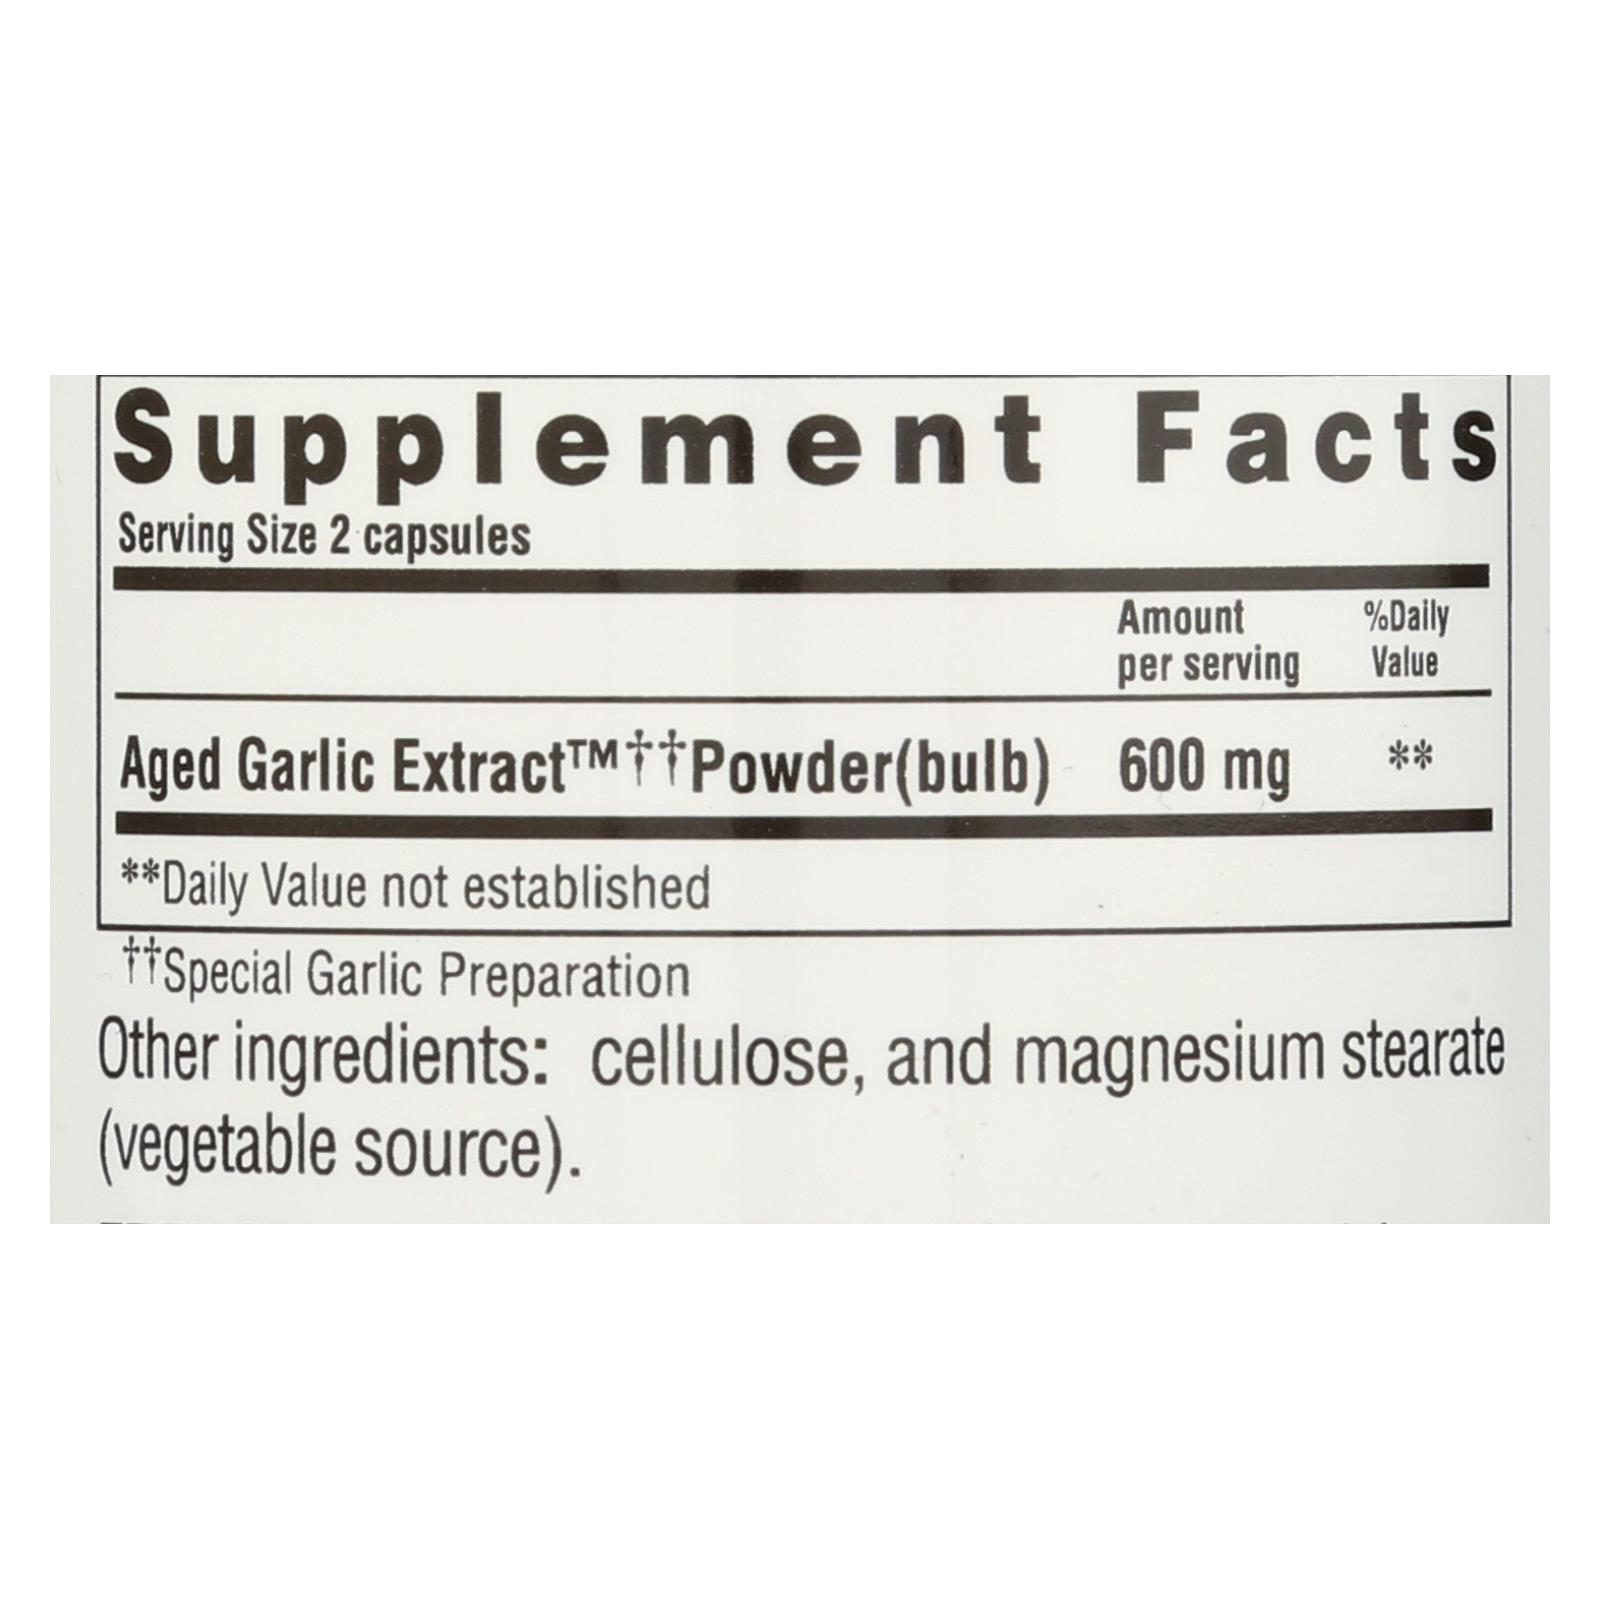 Supplement Facts
Serving Size 2 capsules
Amount %Daily
per serving Value
Aged Garlic Extract™††Powder(bulb) 600 mg **
**Daily Value not established
††Special Garlic Preparation
Other ingredients: cellulose, and magnesium stearate
(vegetable source).